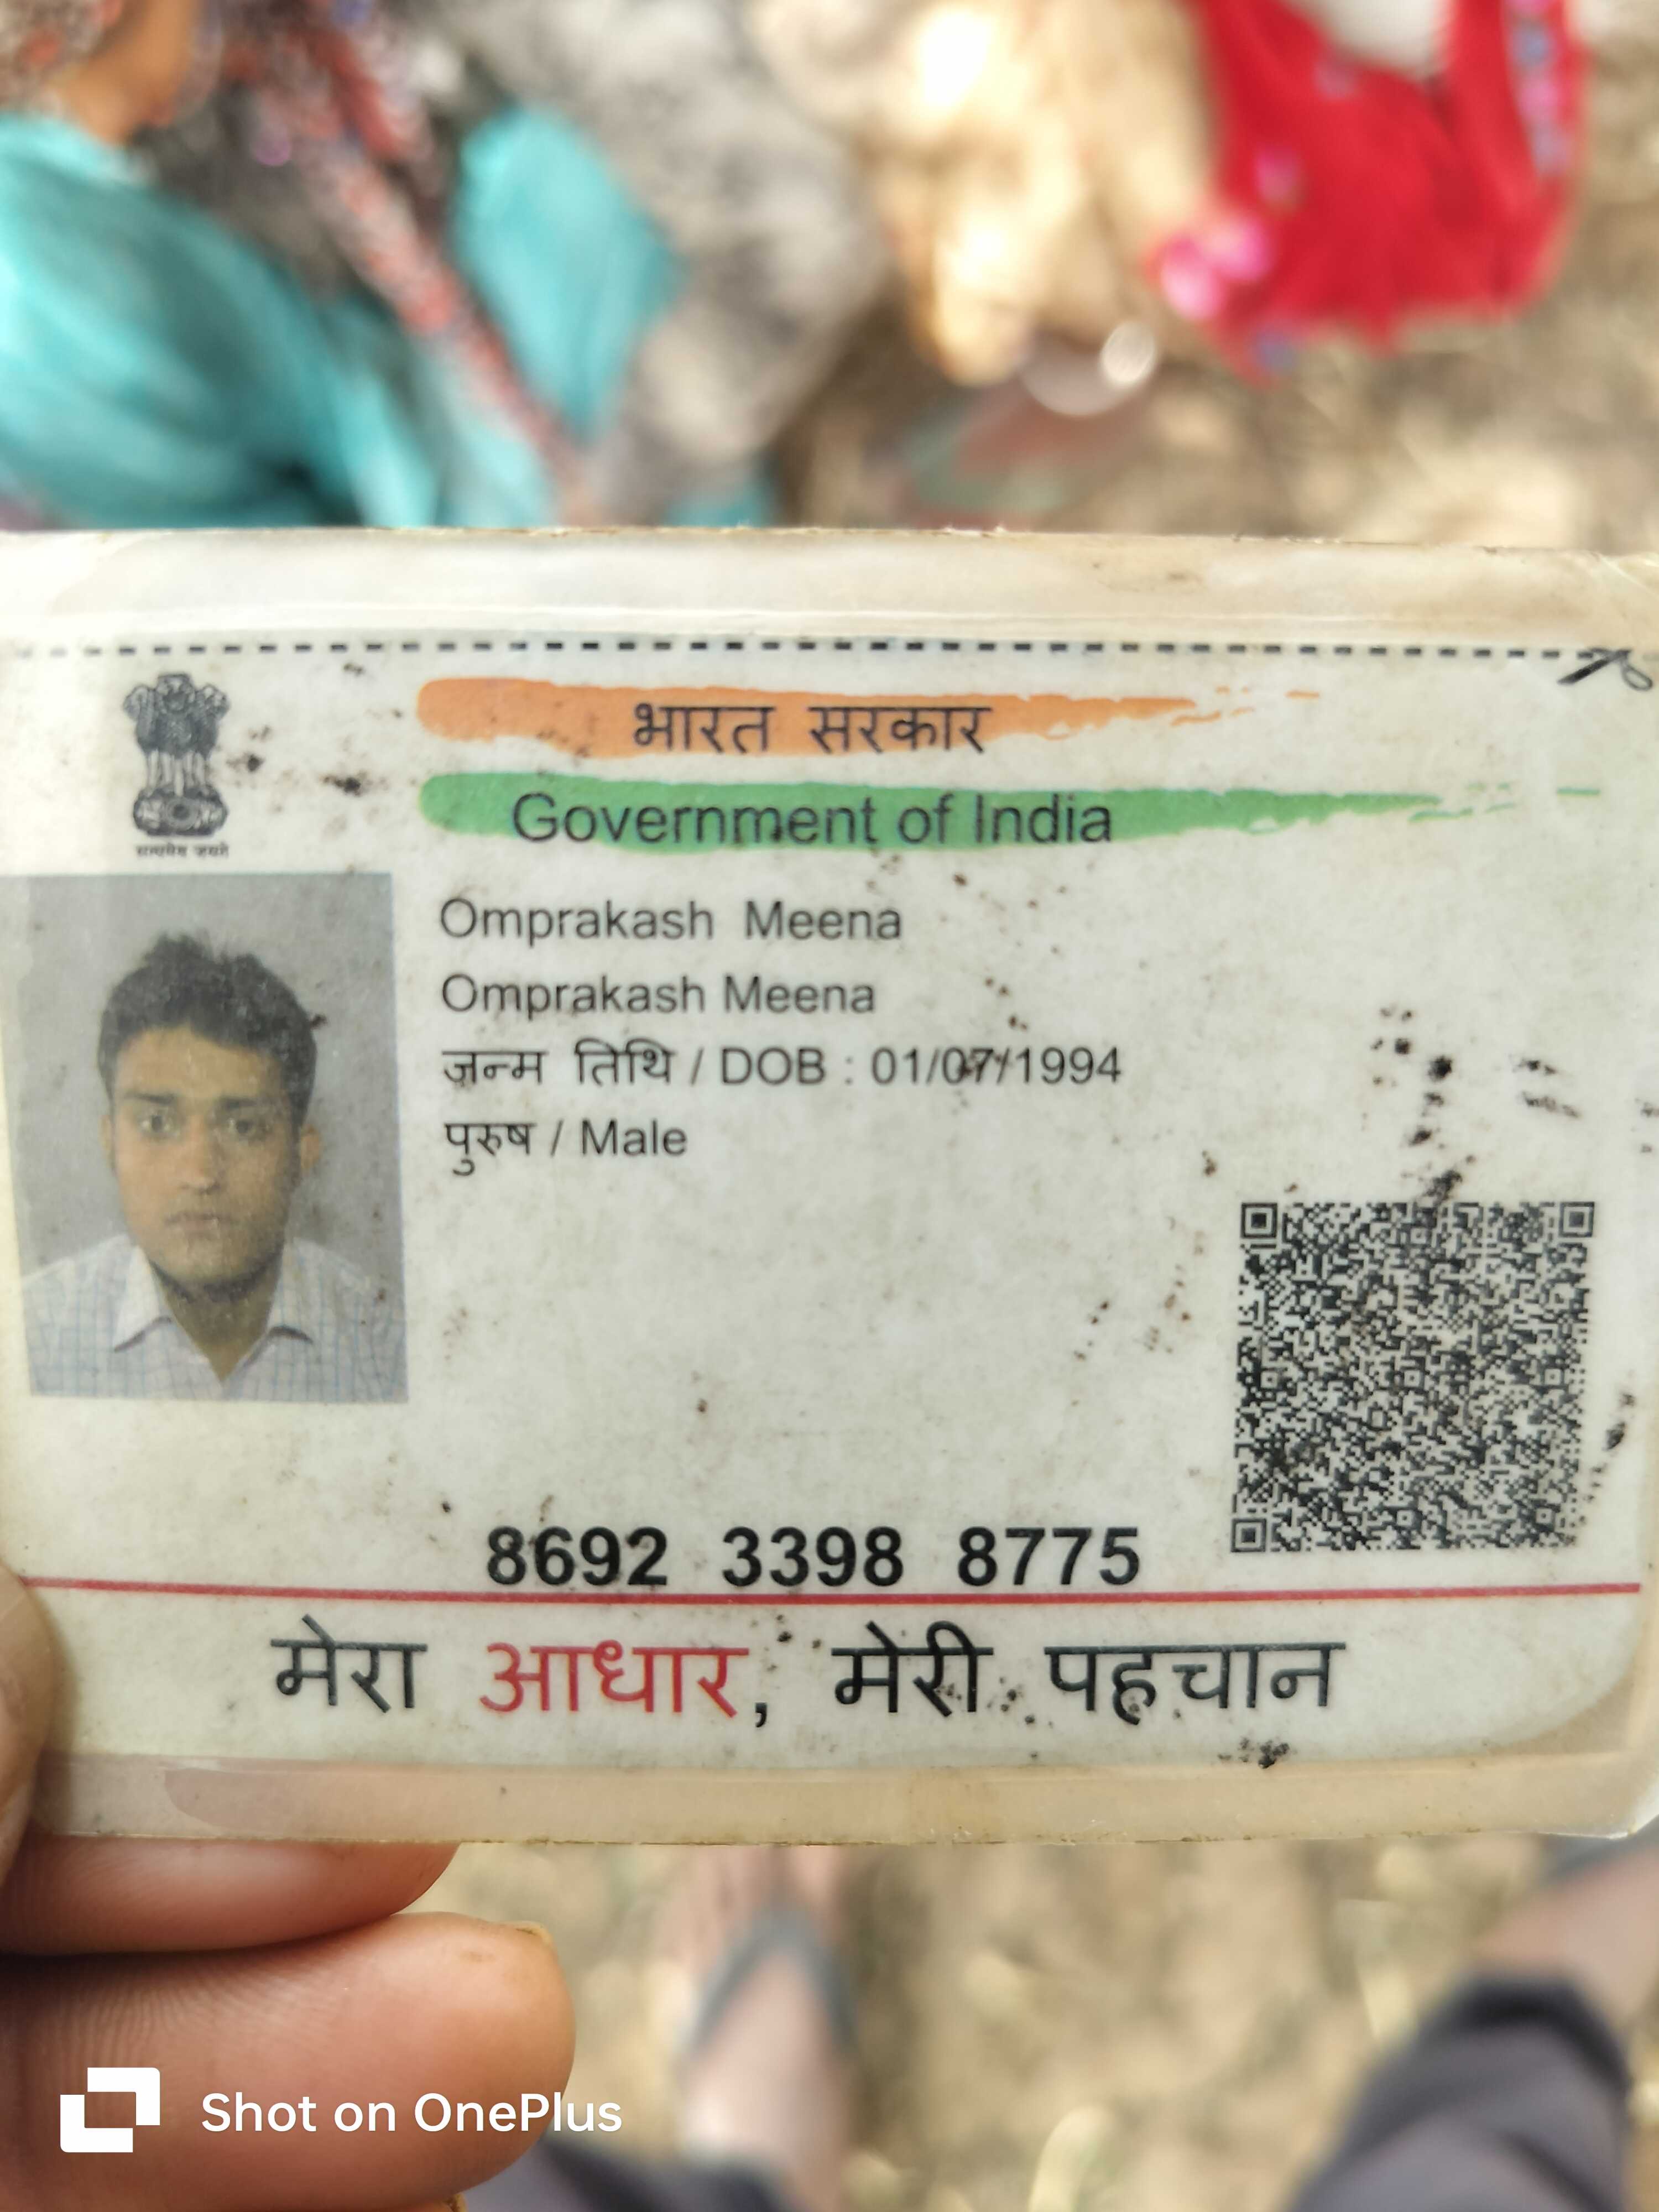 भारत सरकार
Government of India
सत्यमेव जयते
Omprakash Meena
Omprakash Meena
जन्म तिथि / DOB : 01/07/1994
पुरुष / Male
8692 3398 8775
मेरा आधार, मेरी पहचान
Shot on OnePlus